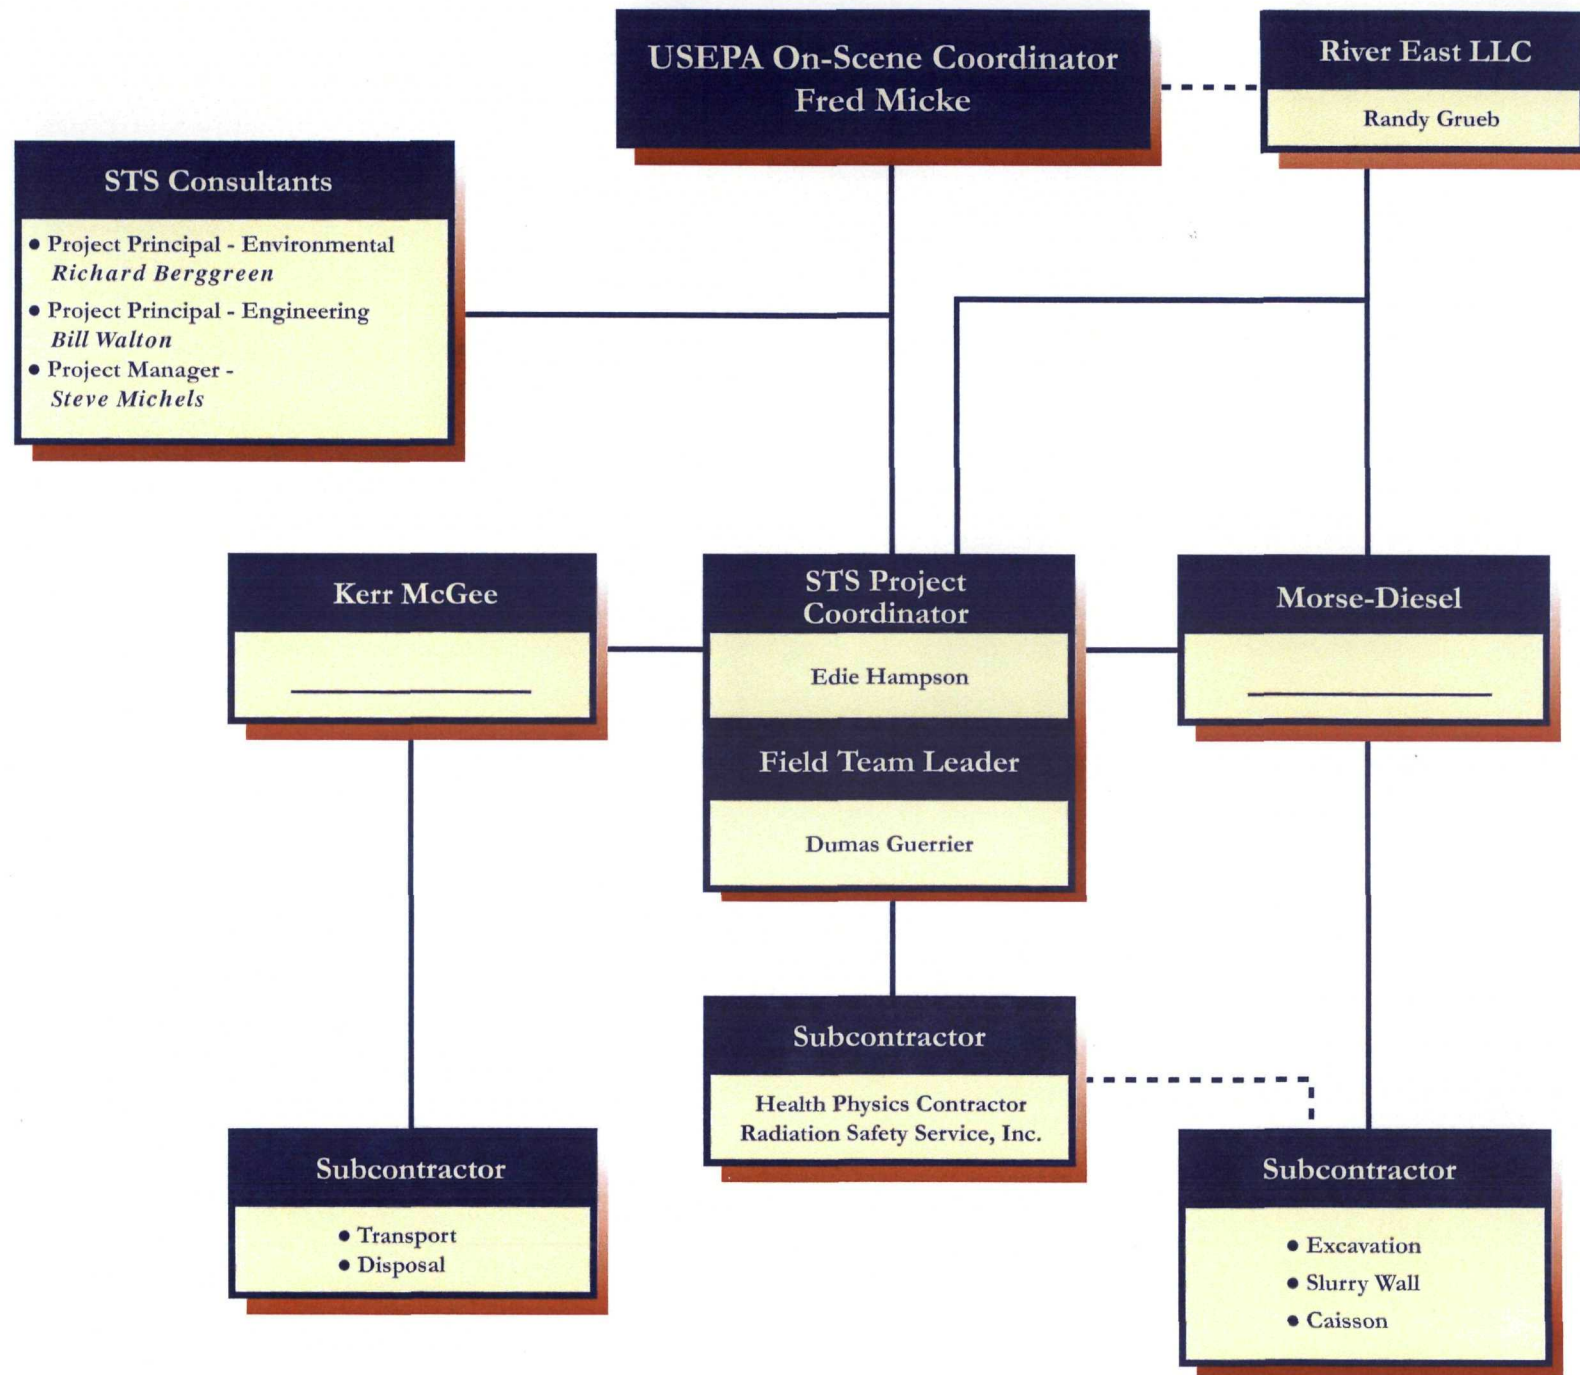 USEPA On-Scene Coordinator
Fred Micke
River East LLC
Randy Grueb
STS Consultants
● Project Principal - Environmental
Richard Berggreen
● Project Principal - Engineering
Bill Walton
● Project Manager -
Steve Michels
Kerr McGee
STS Project
Coordinator
Edie Hampson
Field Team Leader
Dumas Guerrier
Morse-Diesel
Subcontractor
Health Physics Contractor
Radiation Safety Service, Inc.
Subcontractor
● Transport
● Disposal
Subcontractor
● Excavation
● Slurry Wall
● Caisson